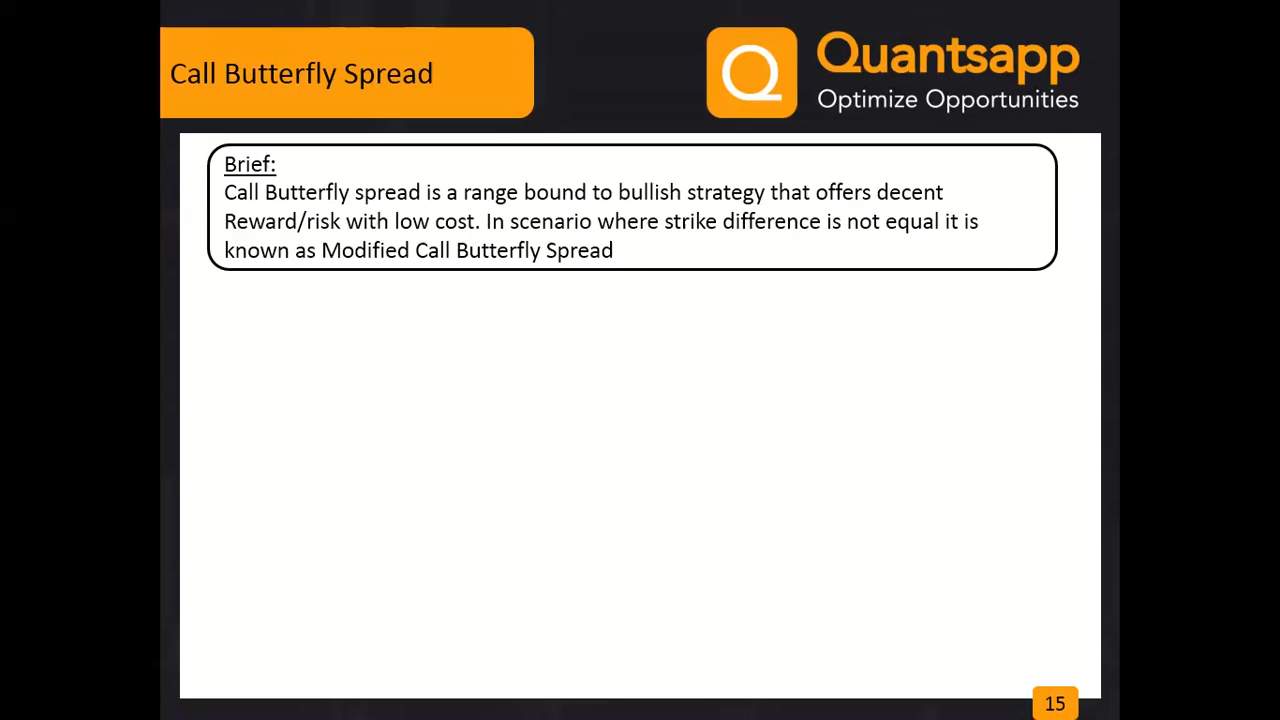 Call Butterfly Spread
Q
Quantsapp
Optimize Opportunities
Brief:
Call Butterfly spread is a range bound to bullish strategy that offers decent
Reward/risk with low cost. In scenario where strike difference is not equal it is
known as Modified Call Butterfly Spread
15